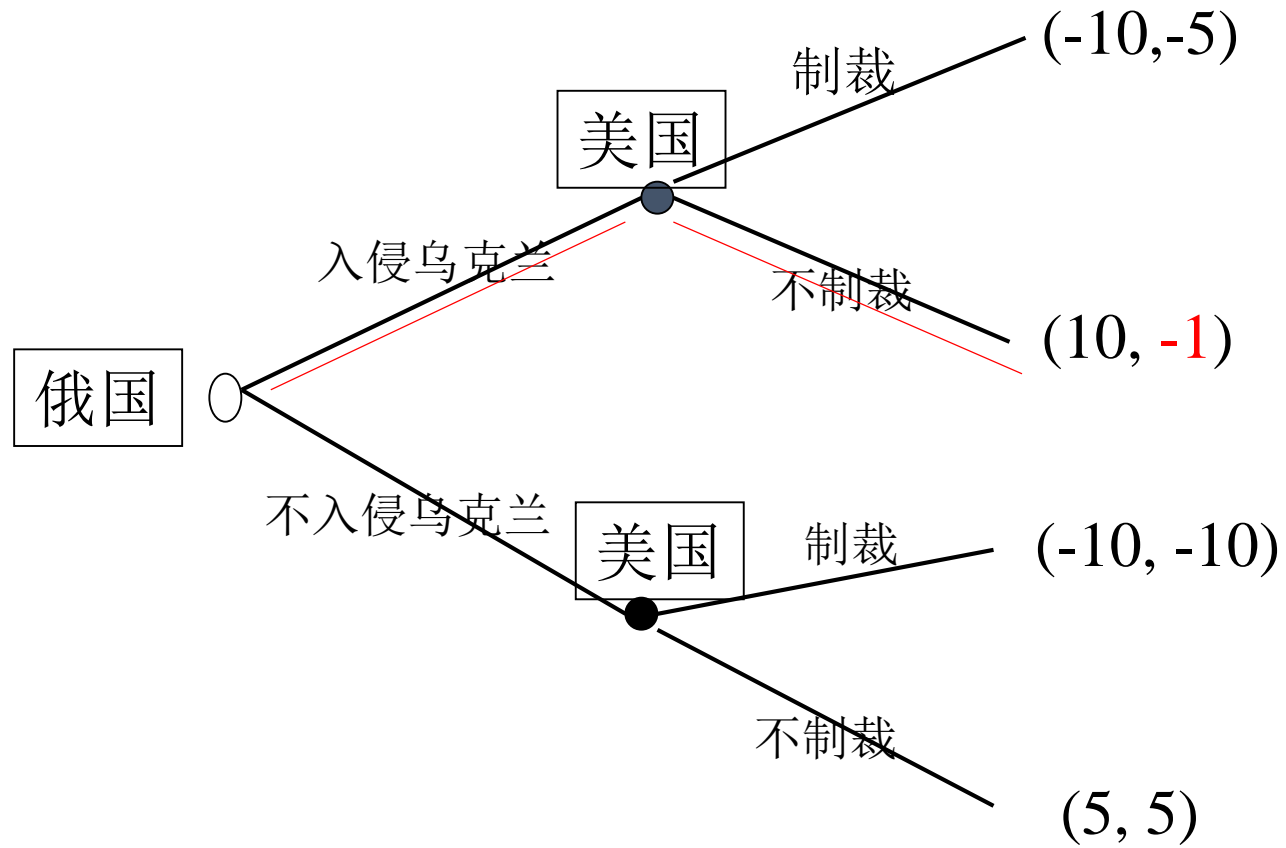 (-10,-5)
制裁
美国
入侵乌克兰
不制裁
(10, -1)
俄国
不入侵乌克兰
美国
制裁
(-10, -10)
不制裁
(5, 5)